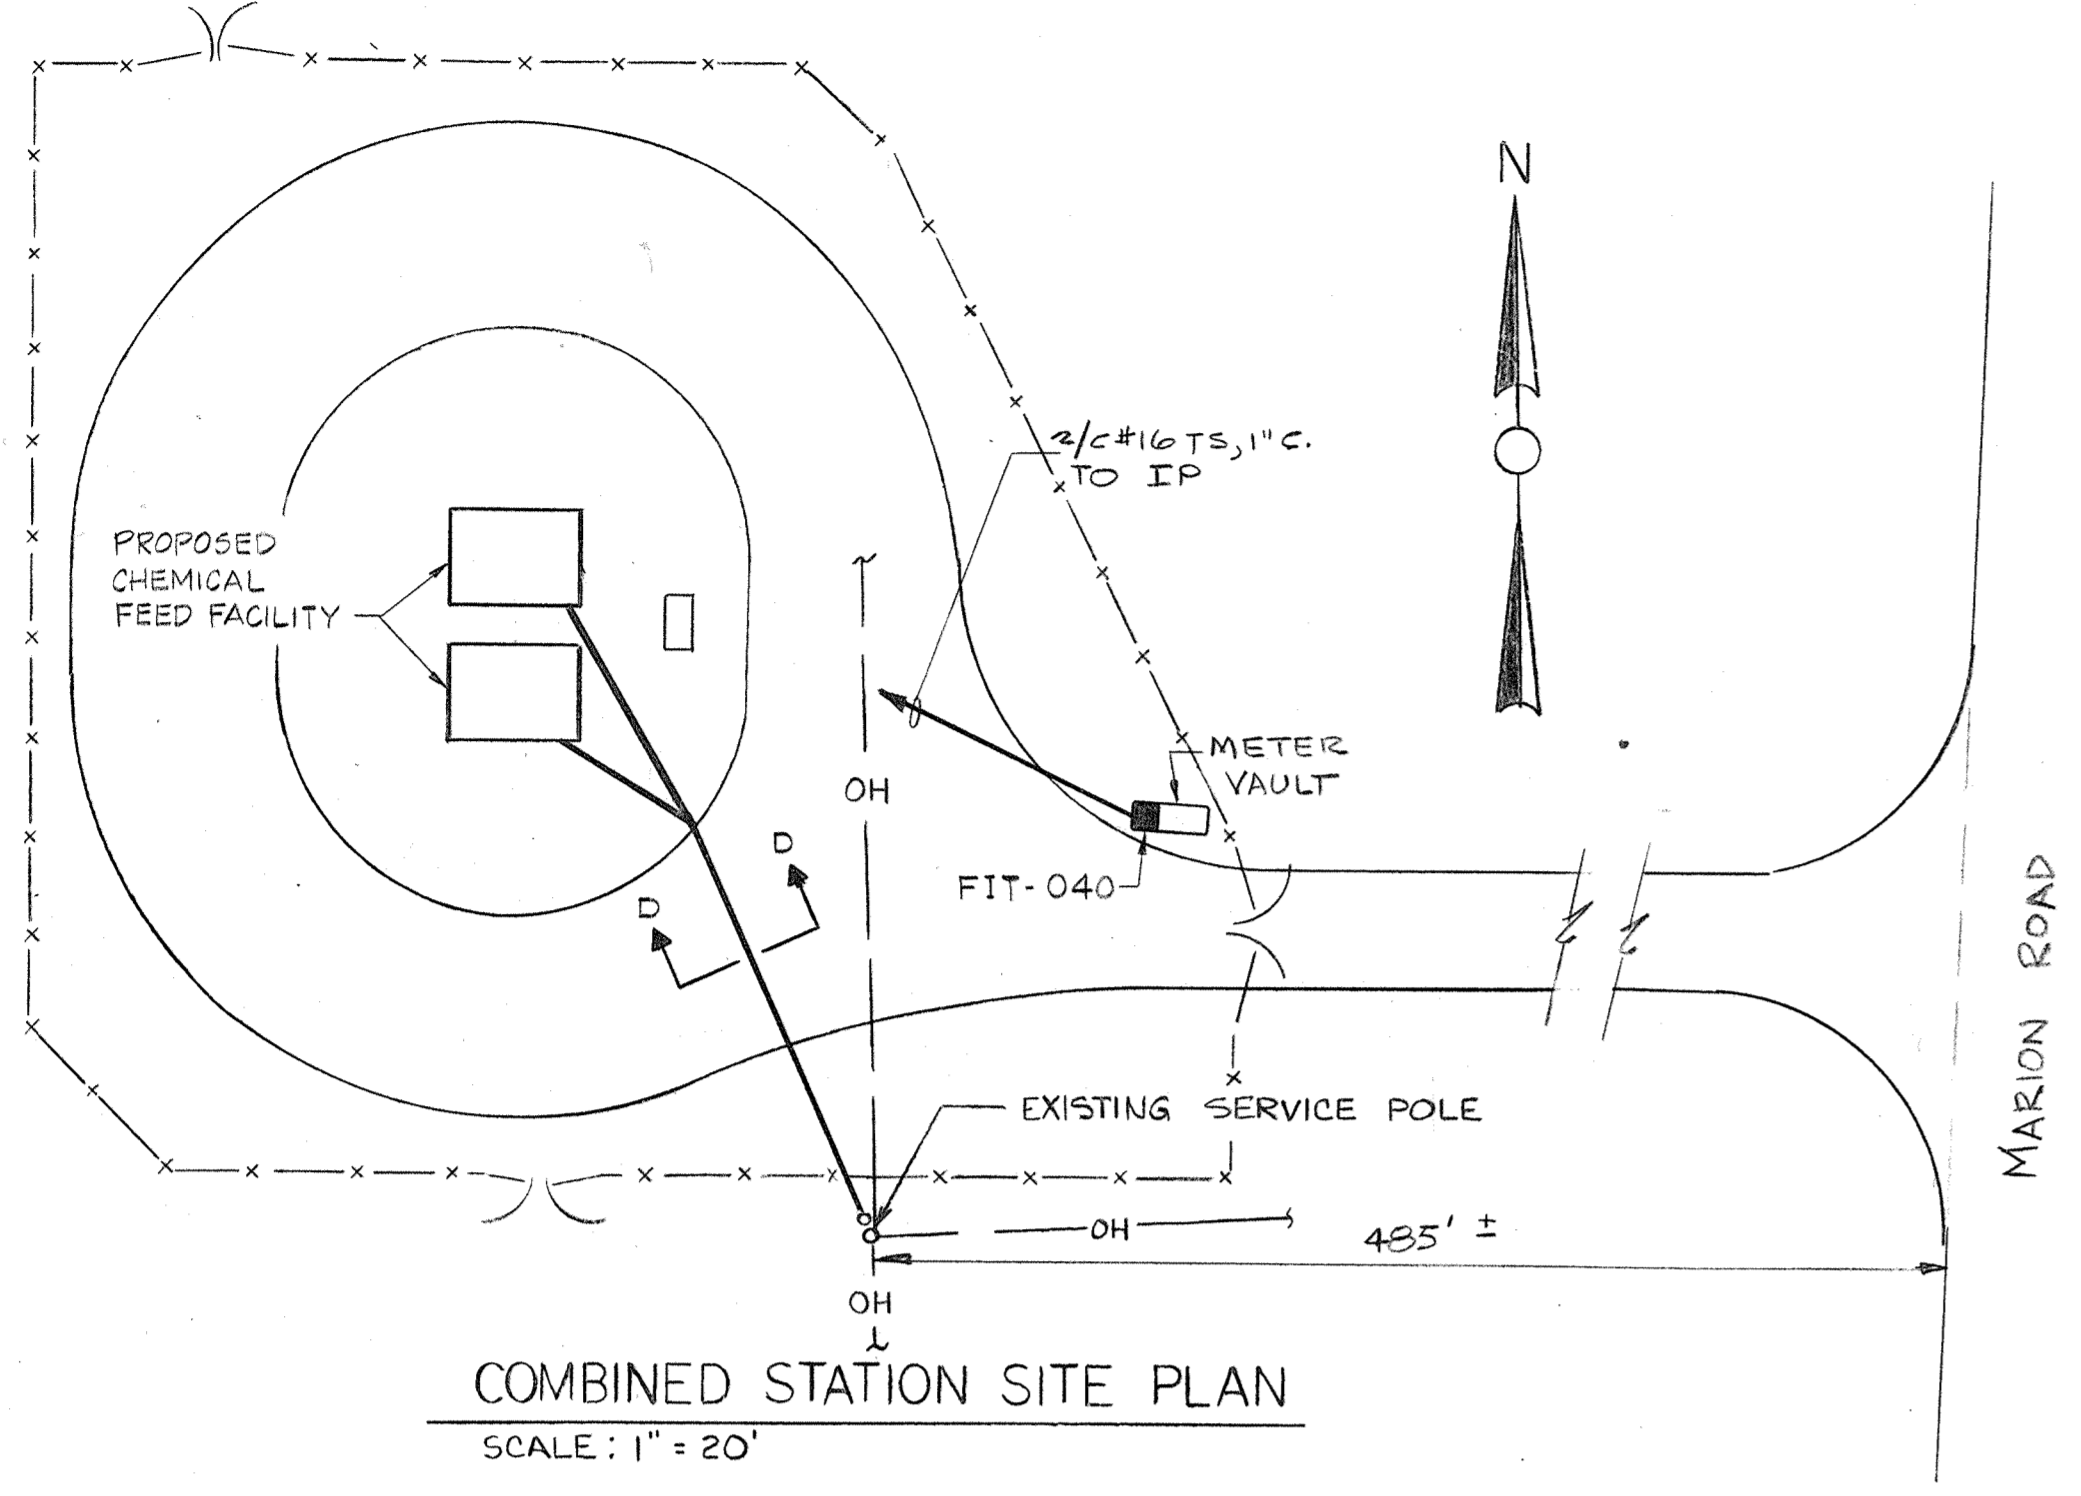 N
2/C#16 TS, 1" C.
TO IP
PROPOSED
CHEMICAL
FEED FACILITY
METER
VAULT
OH
D
D
FIT-040
MARION ROAD
EXISTING SERVICE POLE
OH
485' ±
OH
COMBINED STATION SITE PLAN
SCALE: 1" = 20'